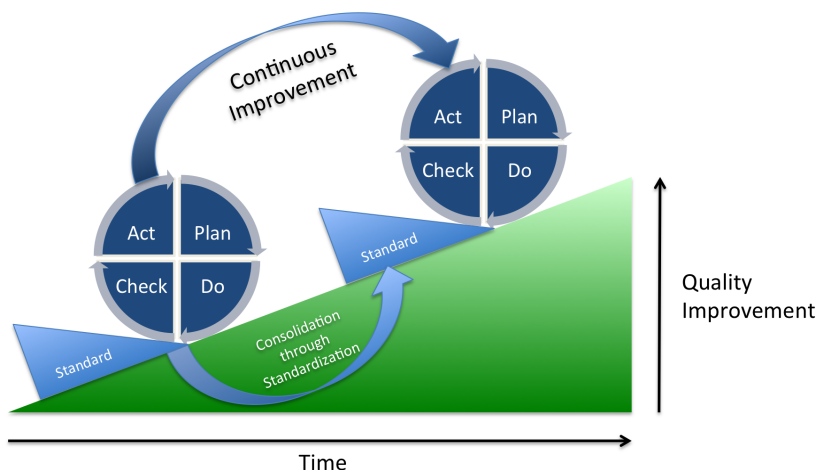 Continuous
Improvement
Act
Plan
Check
Do
Act
Plan
Check
Do
Standard
Standard
Consolidation
through
Standardization
Quality
Improvement
Time